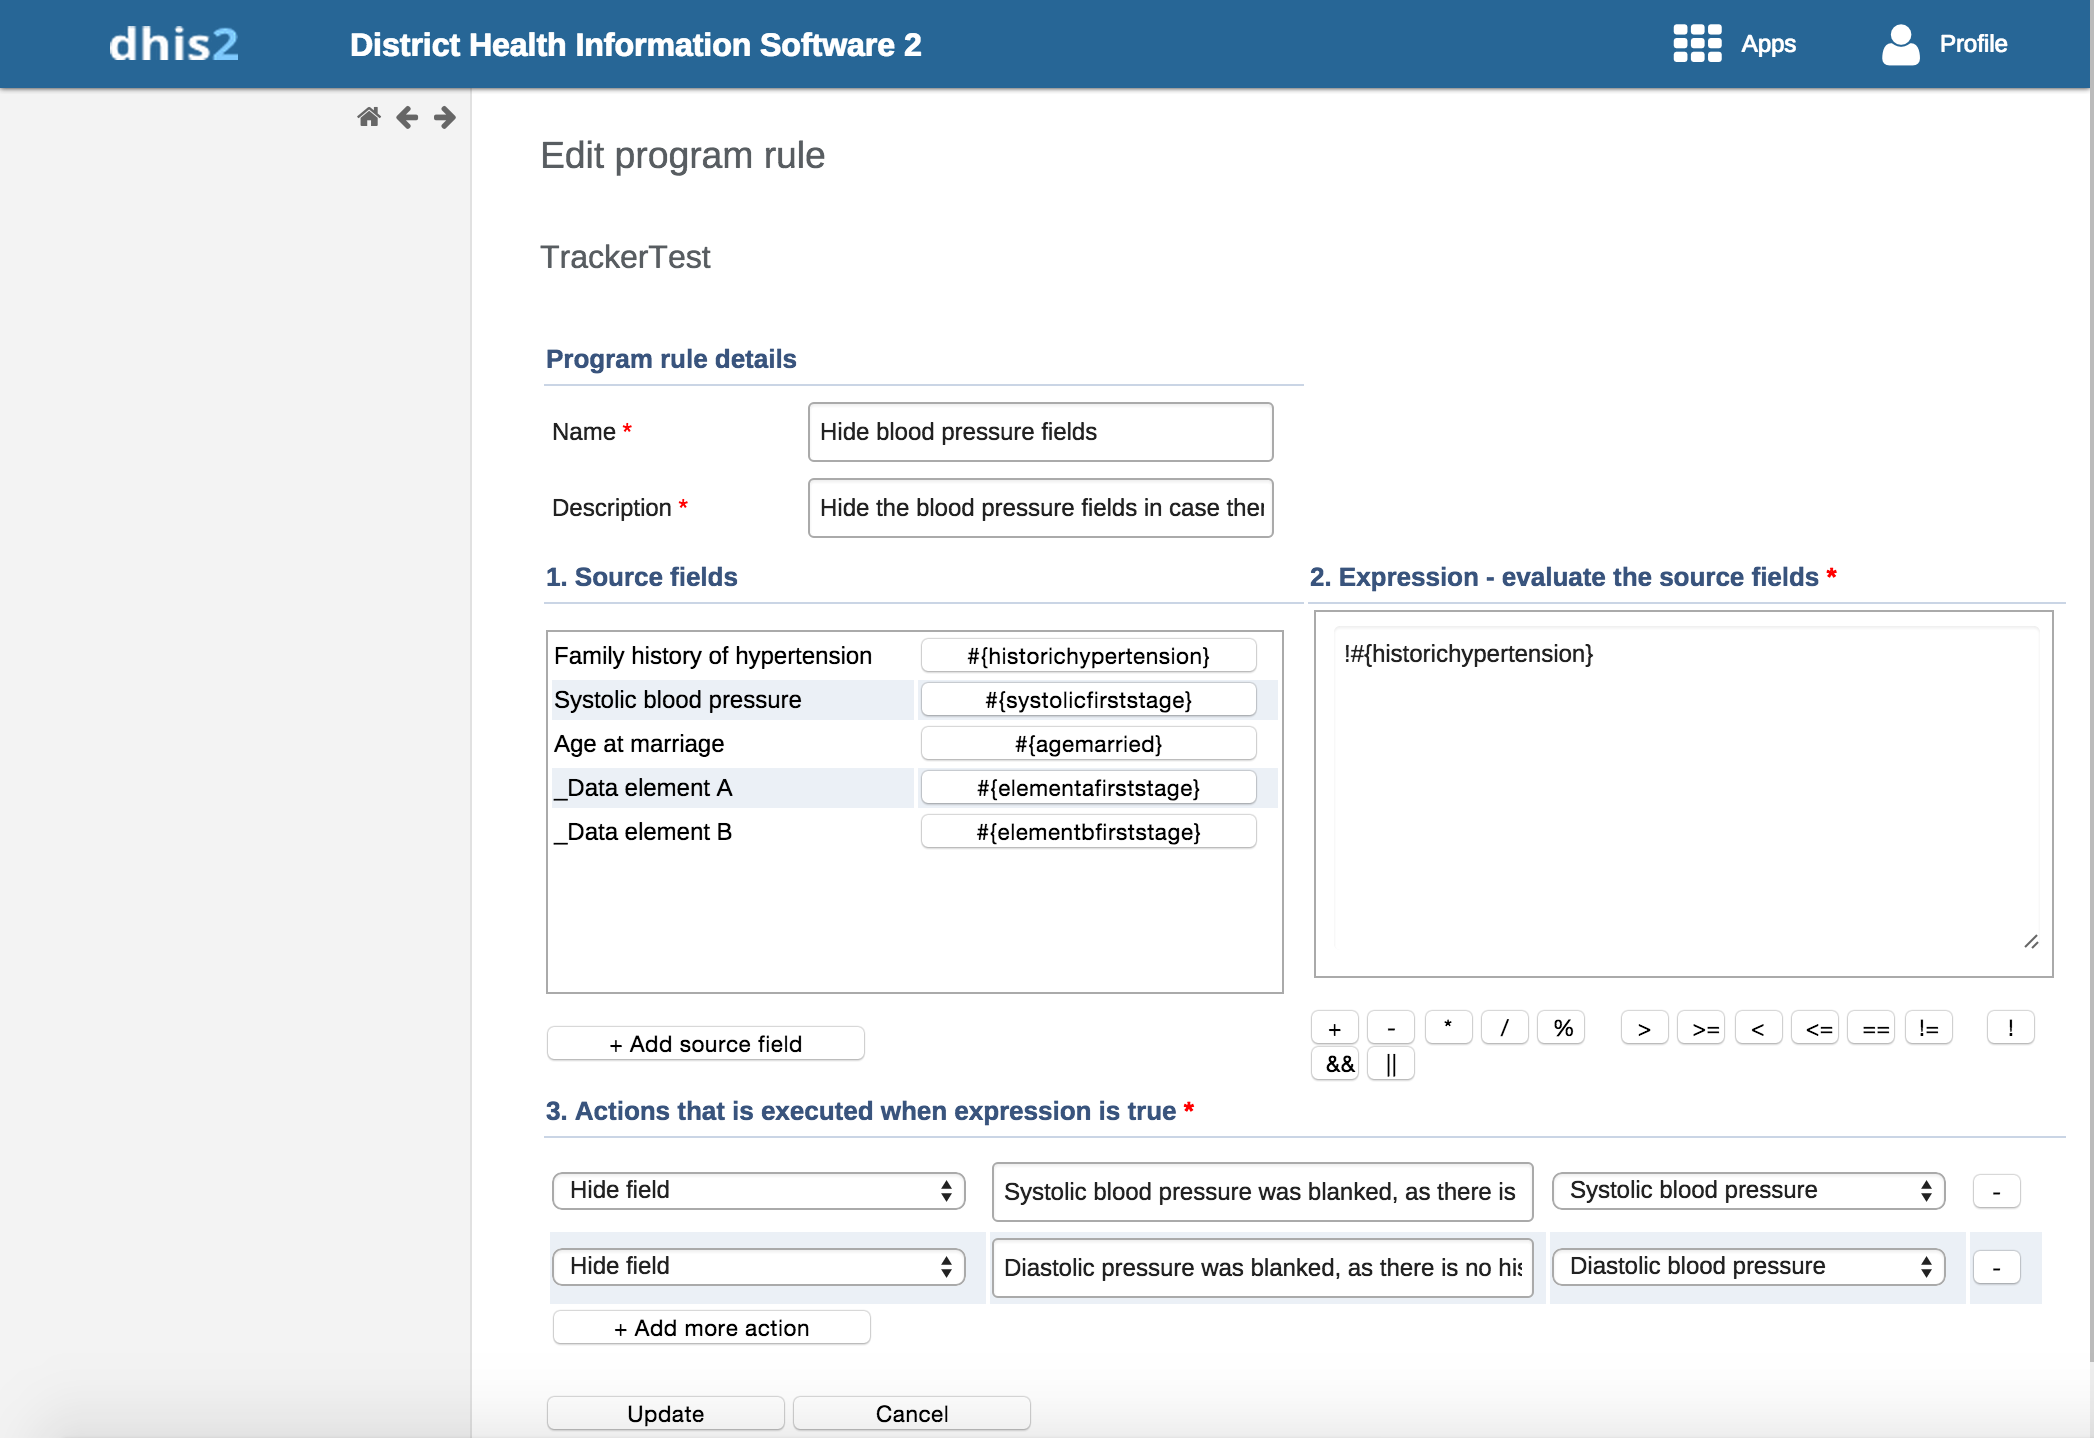 dhis2 District Health Information Software 2 Apps Profile
Edit program rule
TrackerTest
Program rule details
Name * Hide blood pressure fields
Description * Hide the blood pressure fields in case
1. Source fields
Family history of hypertension #{historichypertension}
Systolic blood pressure #{systolicfirststage}
Age at marriage #{agemarried}
_Data element A #{elementafirststage}
_Data element B #{elementbfirststage}
+ Add source field
2. Expression - evaluate the source fields *
!#{historichypertension}
+ - * / % > >= < <= == != !
&& ||
3. Actions that is executed when expression is true *
Hide field Systolic blood pressure was blanked, as there is Systolic blood pressure -
Hide field Diastolic pressure was blanked, as there is no Diastolic blood pressure -
+ Add more action
Update Cancel